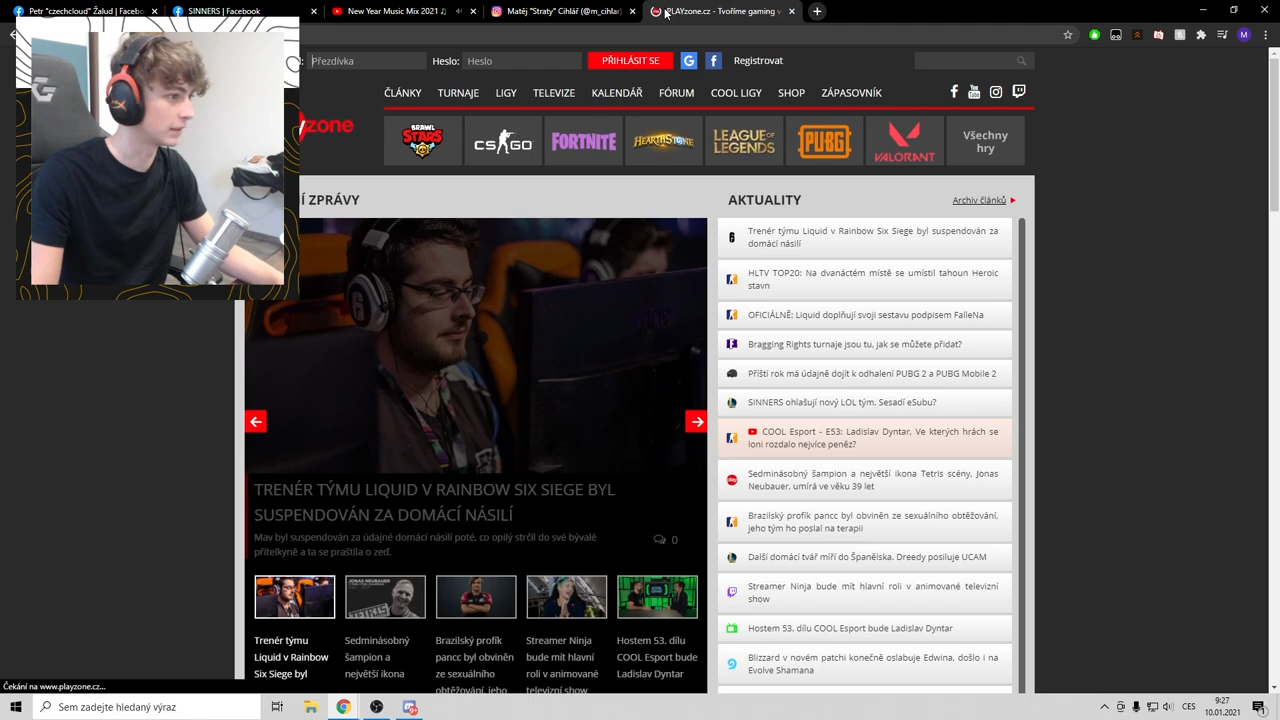 Petr "czechcloud" Žalud | Facebo
SINNERS | Facebook
New Year Music Mix 2021 ♫
"Stráty" Cihlář (@m_cihlar)
PLAYzone.cz - Český progaming
Přezdívka
Heslo:
Heslo
PŘIHLÁSIT SE
Registrovat
ČLÁNKY
TURNAJE
LIGY
TELEVIZE
KALENDÁŘ
FÓRUM
COOL LIGY
SHOP
ZÁPASOVNÍK
zone
BRAWL STARS
CS:GO
FORTNITE
HEARTHSTONE
LEAGUE OF LEGENDS
PUBG
VALORANT
Všechny
hry
Í ZPRÁVY
AKTUALITY
Archiv článků
Trenér týmu Liquid v Rainbow Six Siege byl suspendován za
domácí násilí
HLTV TOP20: Na dvanáctém místě se umístil tahoun Heroic
stavn
OFICIÁLNĚ: Liquid doplňují svoji sestavu podpisem FalleNa
Bragging Rights turnaje jsou tu, jak se můžete přidat?
Příští rok má údajně dojít k odhalení PUBG 2 a PUBG Mobile 2
SINNERS ohlašují nový LOL tým. Sesadí eSubu?
COOL Esport - E53: Ladislav Dyntar, Ve kterých hrách se
loni rozdalo nejvíce peněz?
Sedminásobný šampion a největší ikona Tetris scény, Jonas
Neubauer, umírá ve věku 39 let
Brazilský profík pancc byl obviněn ze sexuálního obtěžování,
jeho tým ho poslal na terapii
Další domácí tvář míří do Španělska. Dreedy posiluje UCAM
Streamer Ninja bude mít hlavní roli v animované televizní
show
Hostem 53. dílu COOL Esport bude Ladislav Dyntar
Blizzard v novém patchi konečně oslabuje Edwina, došlo i na
Evolve Shamana
TRENÉR TÝMU LIQUID V RAINBOW SIX SIEGE BYL
SUSPENDOVÁN ZA DOMÁCÍ NÁSILÍ
Mav byl suspendován za údajné domácí násilí poté, co opilý strčil do své bývalé
přítelkyně a ta se praštila o zeď.
0
Trenér týmu
Liquid v Rainbow
Six Siege byl
Sedminásobný
šampion a
největší ikona
Brazilský profík
pancc byl obviněn
ze sexuálního
obtěžování, jeho
Streamer Ninja
bude mít hlavní
roli v animované
televizní show
Hostem 53. dílu
COOL Esport bude
Ladislav Dyntar
Čekání na www.playzone.cz...
Sem zadejte hledaný výraz
CES
9:27
10.01.2021